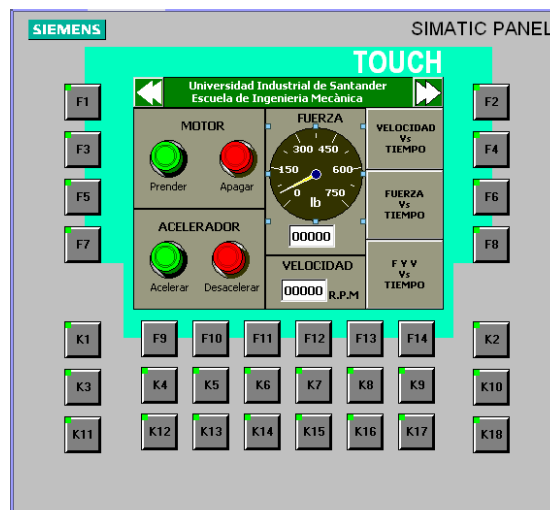 SIEMENS
SIMATIC PANEL
TOUCH
Universidad Industrial de Santander
Escuela de Ingenieria Mecànica
MOTOR
Prender
Apagar
FUERZA
300 450
150 600
0 750
lb
00000
VELOCIDAD
Vs
TIEMPO
FUERZA
Vs
TIEMPO
F Y V
Vs
TIEMPO
ACELERADOR
Acelerar
Desacelerar
VELOCIDAD
00000 R.P.M
F1
F2
F3
F4
F5
F6
F7
F8
K1 F9 F10 F11 F12 F13 F14 K2
K3 K4 K5 K6 K7 K8 K9 K10
K11 K12 K13 K14 K15 K16 K17 K18